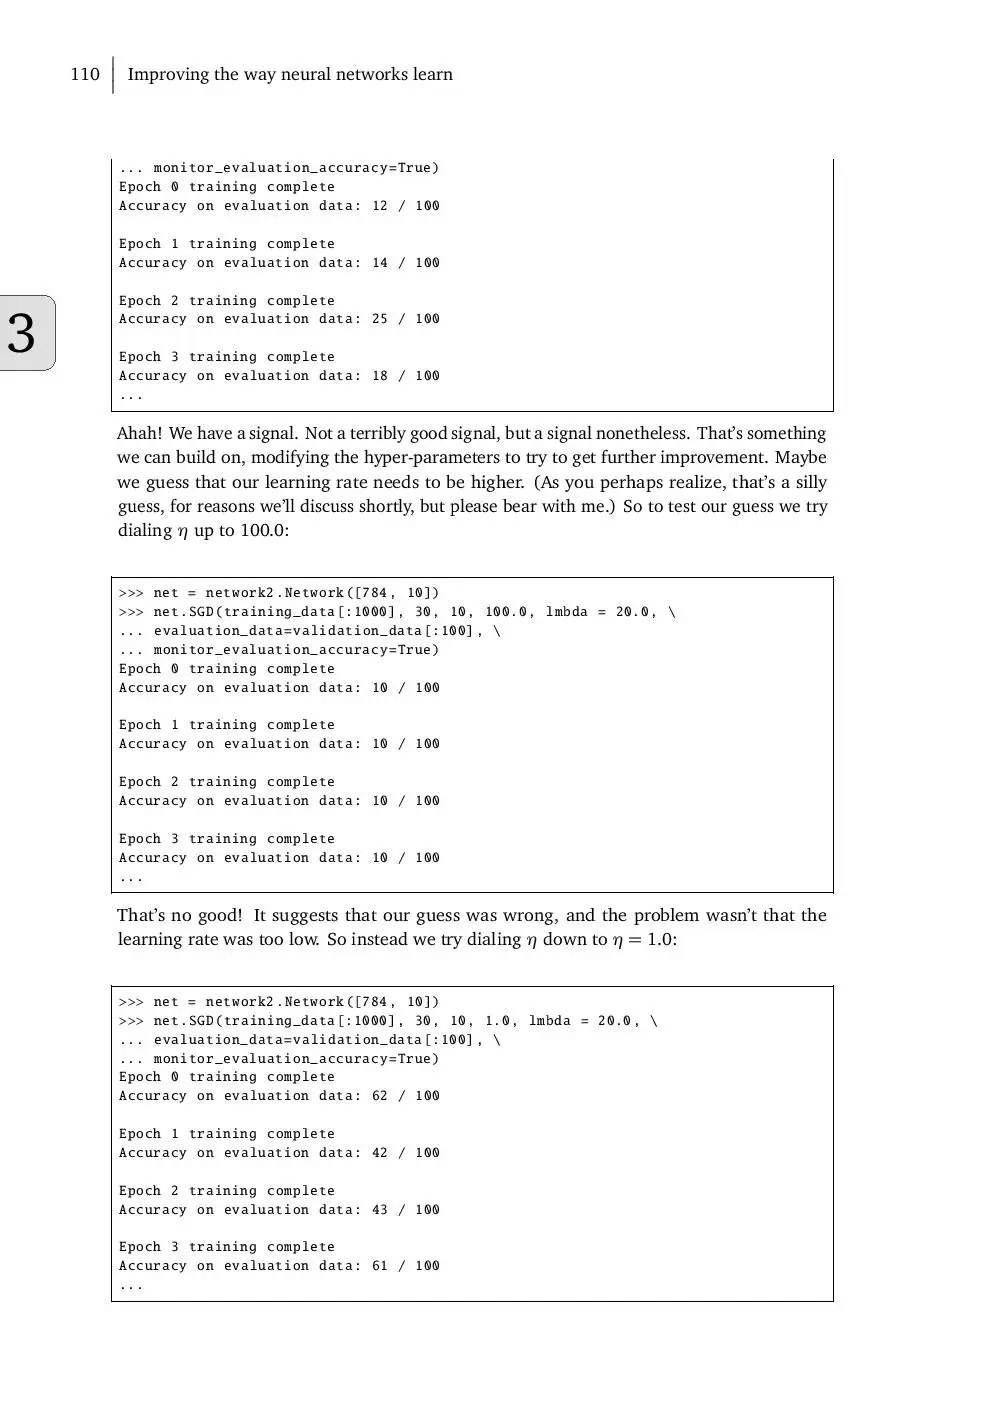 110 Improving the way neural networks learn
... monitor_evaluation_accuracy=True)
Epoch 0 training complete
Accuracy on evaluation data: 12 / 100
Epoch 1 training complete
Accuracy on evaluation data: 14 / 100
Epoch 2 training complete
Accuracy on evaluation data: 25 / 100
3
Epoch 3 training complete
Accuracy on evaluation data: 18 / 100
...
Ahah! We have a signal. Not a terribly good signal, but a signal nonetheless. That's something
we can build on, modifying the hyper-parameters to try to get further improvement. Maybe
we guess that our learning rate needs to be higher. (As you perhaps realize, that's a silly
guess, for reasons we'll discuss shortly, but please bear with me.) So to test our guess we try
dialing η up to 100.0:
>>> net = network2.Network([784, 10])
>>> net.SGD(training_data[:1000], 30, 10, 100.0, lmbda = 20.0, \
... evaluation_data=validation_data[:100], \
... monitor_evaluation_accuracy=True)
Epoch 0 training complete
Accuracy on evaluation data: 10 / 100
Epoch 1 training complete
Accuracy on evaluation data: 10 / 100
Epoch 2 training complete
Accuracy on evaluation data: 10 / 100
Epoch 3 training complete
Accuracy on evaluation data: 10 / 100
...
That's no good! It suggests that our guess was wrong, and the problem wasn't that the
learning rate was too low. So instead we try dialing η down to η = 1.0:
>>> net = network2.Network([784, 10])
>>> net.SGD(training_data[:1000], 30, 10, 1.0, lmbda = 20.0, \
... evaluation_data=validation_data[:100], \
... monitor_evaluation_accuracy=True)
Epoch 0 training complete
Accuracy on evaluation data: 62 / 100
Epoch 1 training complete
Accuracy on evaluation data: 42 / 100
Epoch 2 training complete
Accuracy on evaluation data: 43 / 100
Epoch 3 training complete
Accuracy on evaluation data: 61 / 100
...